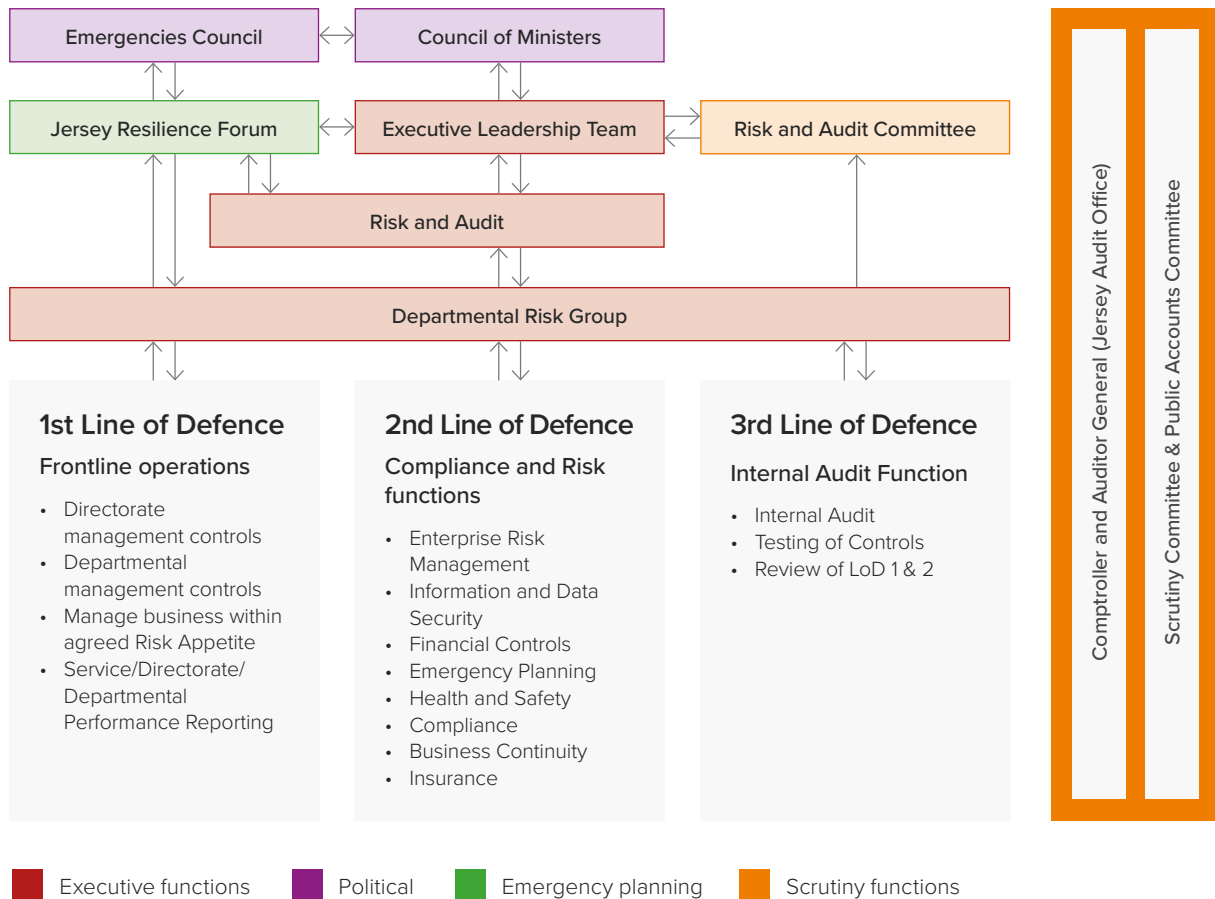 Emergencies Council
Council of Ministers
Jersey Resilience Forum
Executive Leadership Team
Risk and Audit Committee
Risk and Audit
Departmental Risk Group
1st Line of Defence
Frontline operations
• Directorate
management controls
• Departmental
management controls
• Manage business within
agreed Risk Appetite
• Service/Directorate/
Departmental
Performance Reporting
2nd Line of Defence
Compliance and Risk
functions
• Enterprise Risk
Management
• Information and Data
Security
• Financial Controls
• Emergency Planning
• Health and Safety
• Compliance
• Business Continuity
• Insurance
3rd Line of Defence
Internal Audit Function
• Internal Audit
• Testing of Controls
• Review of LoD 1 & 2
Comptroller and Auditor General (Jersey Audit Office)
Scrutiny Committee & Public Accounts Committee
Executive functions
Political
Emergency planning
Scrutiny functions